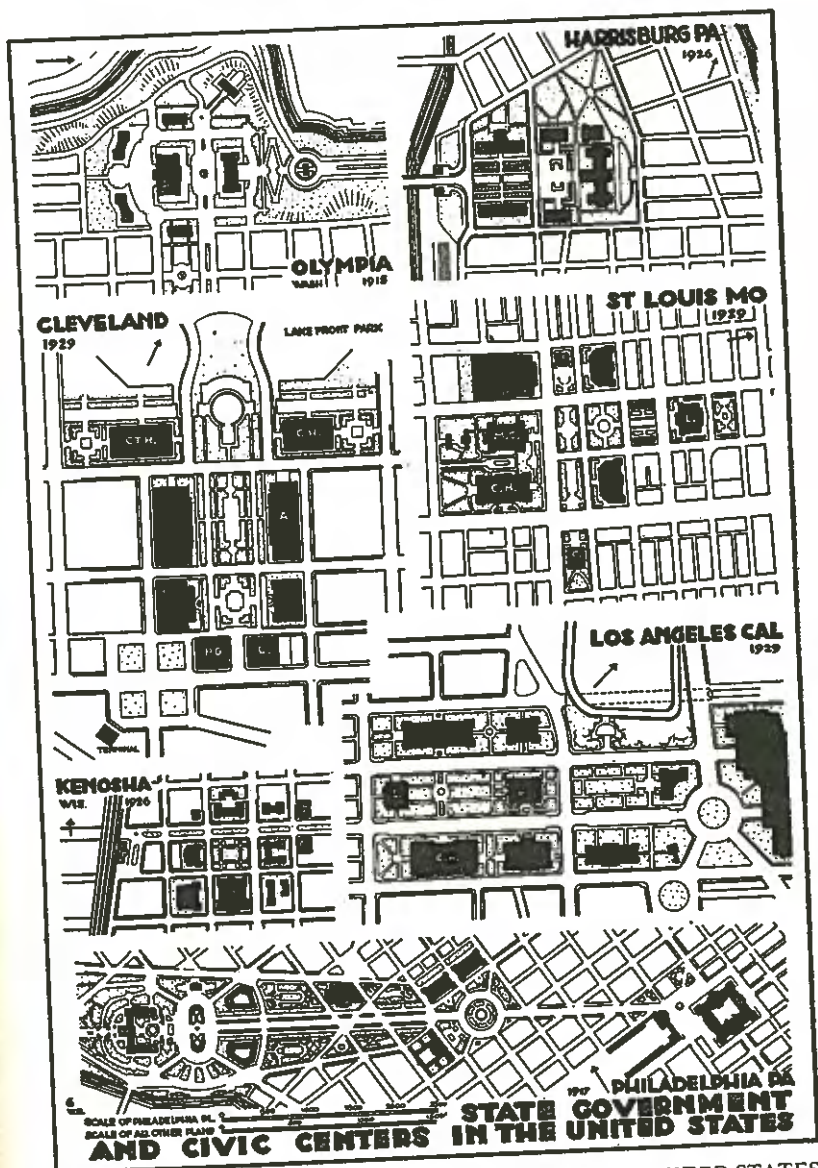 HARRISBURG PA
1926
OLYMPIA
WASH 1915
CLEVELAND
1929
LAKE FRONT PARK
ST LOUIS MO
1929
C.H.
C.H.
A
LOS ANGELES CAL
1929
TERMINAL
KENOSHA
WIS. 1926
1917 PHILADELPHIA PA
SCALE OF PHILADELPHIA PL.
SCALE OF ALL OTHER PLANS
STATE GOVERNMENT
AND CIVIC CENTERS IN THE UNITED STATES